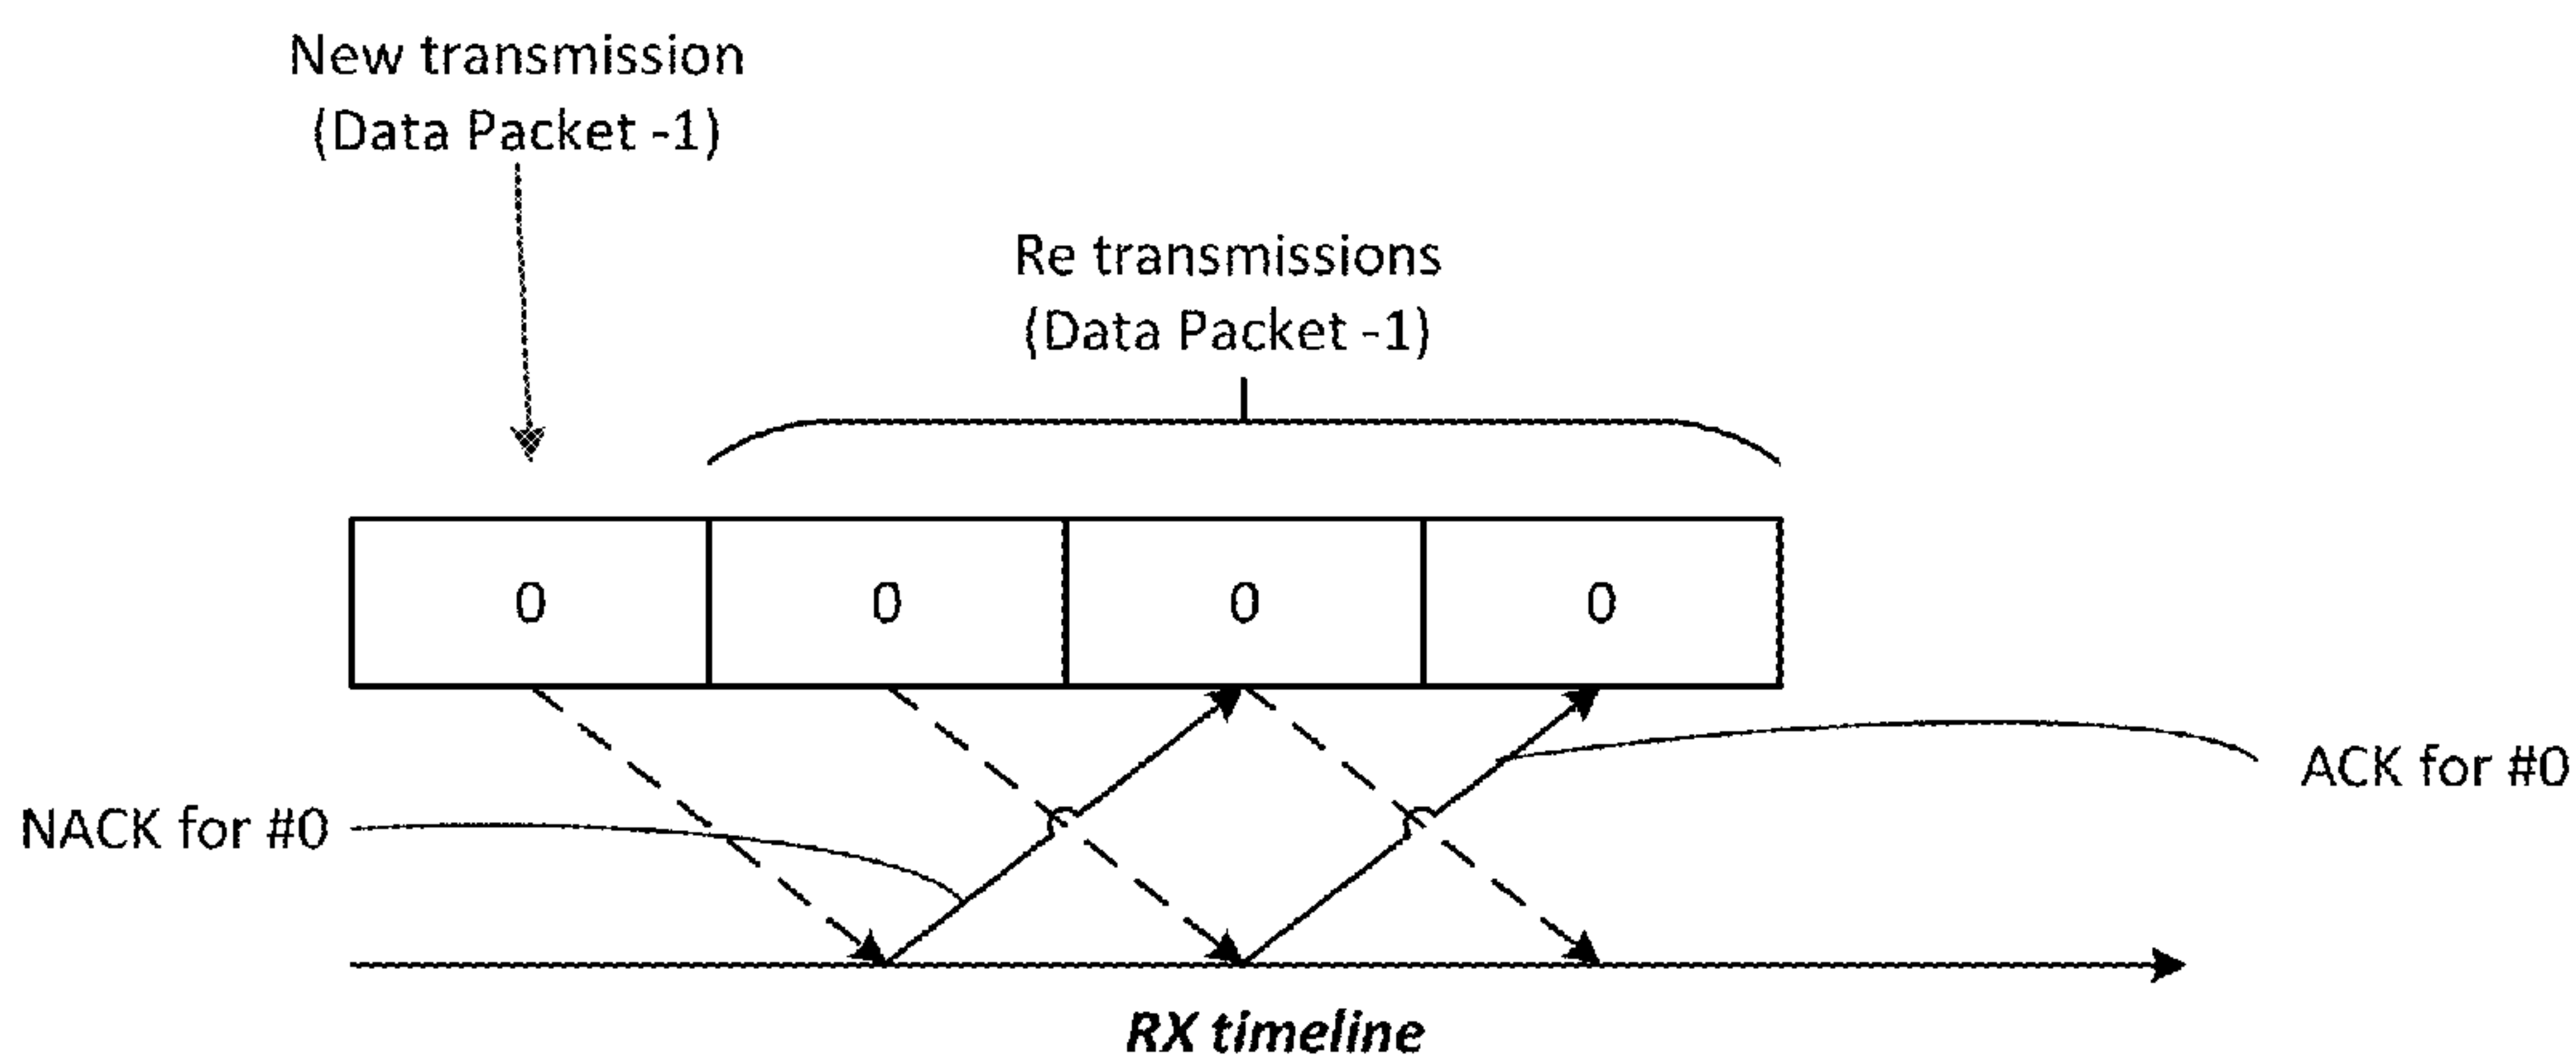 New transmission
(Data Packet -1)
Re transmissions
(Data Packet -1)
0 0 0 0
ACK for #0
NACK for #0
RX timeline